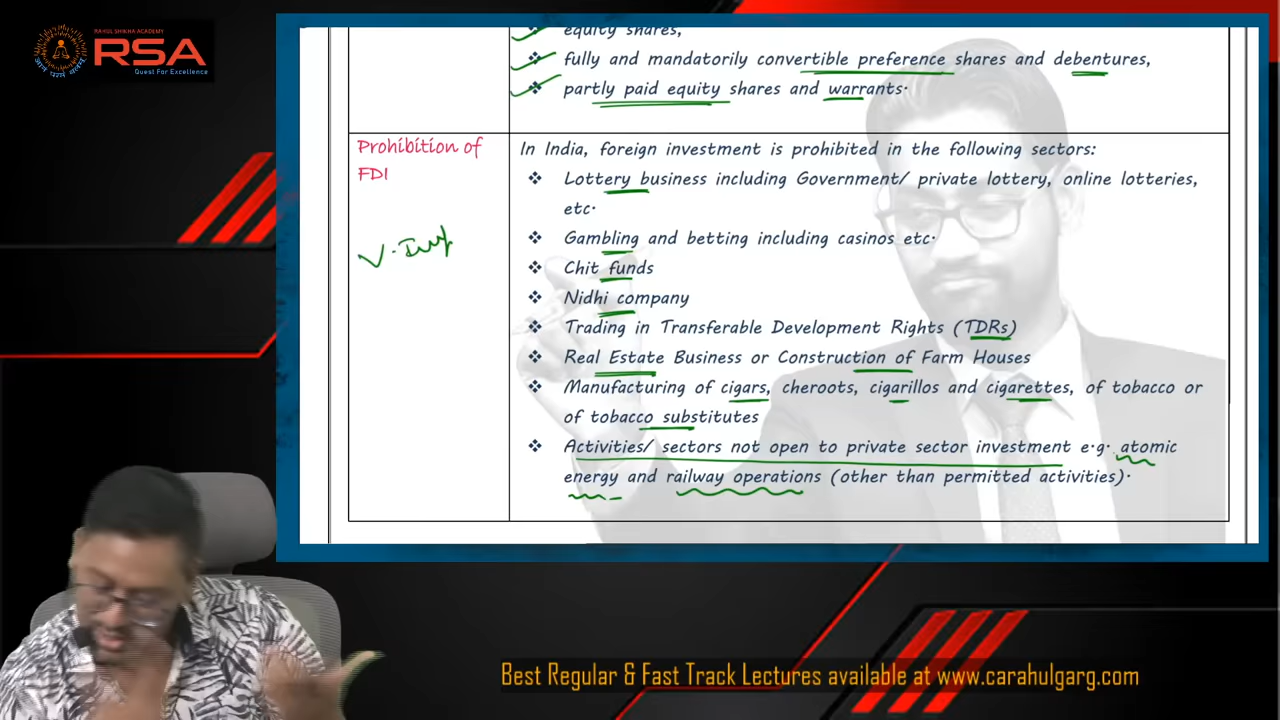 RAHUL SHIKHA ACADEMY
RSA
Quest For Excellence
equity shares,
❖ fully and mandatorily convertible preference shares and debentures,
❖ partly paid equity shares and warrants.
Prohibition of
FDI
V. Imp
In India, foreign investment is prohibited in the following sectors:
❖ Lottery business including Government/ private lottery, online lotteries,
etc.
❖ Gambling and betting including casinos etc.
❖ Chit funds
❖ Nidhi company
❖ Trading in Transferable Development Rights (TDRs)
❖ Real Estate Business or Construction of Farm Houses
❖ Manufacturing of cigars, cheroots, cigarillos and cigarettes, of tobacco or
of tobacco substitutes
❖ Activities/ sectors not open to private sector investment e.g. atomic
energy and railway operations (other than permitted activities).
Best Regular & Fast Track Lectures available at www.carahulgarg.com